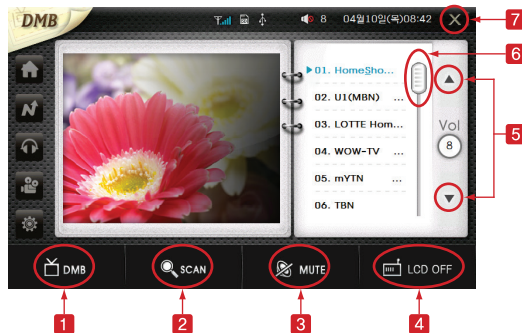 DMB
8 04월10일(목)08:42
7
6
01. HomeSho...
02. U1(MBN) ...
03. LOTTE Hom...
04. WOW-TV ...
05. mYTN ...
06. TBN
Vol
8
5
DMB
SCAN
MUTE
LCD OFF
1
2
3
4